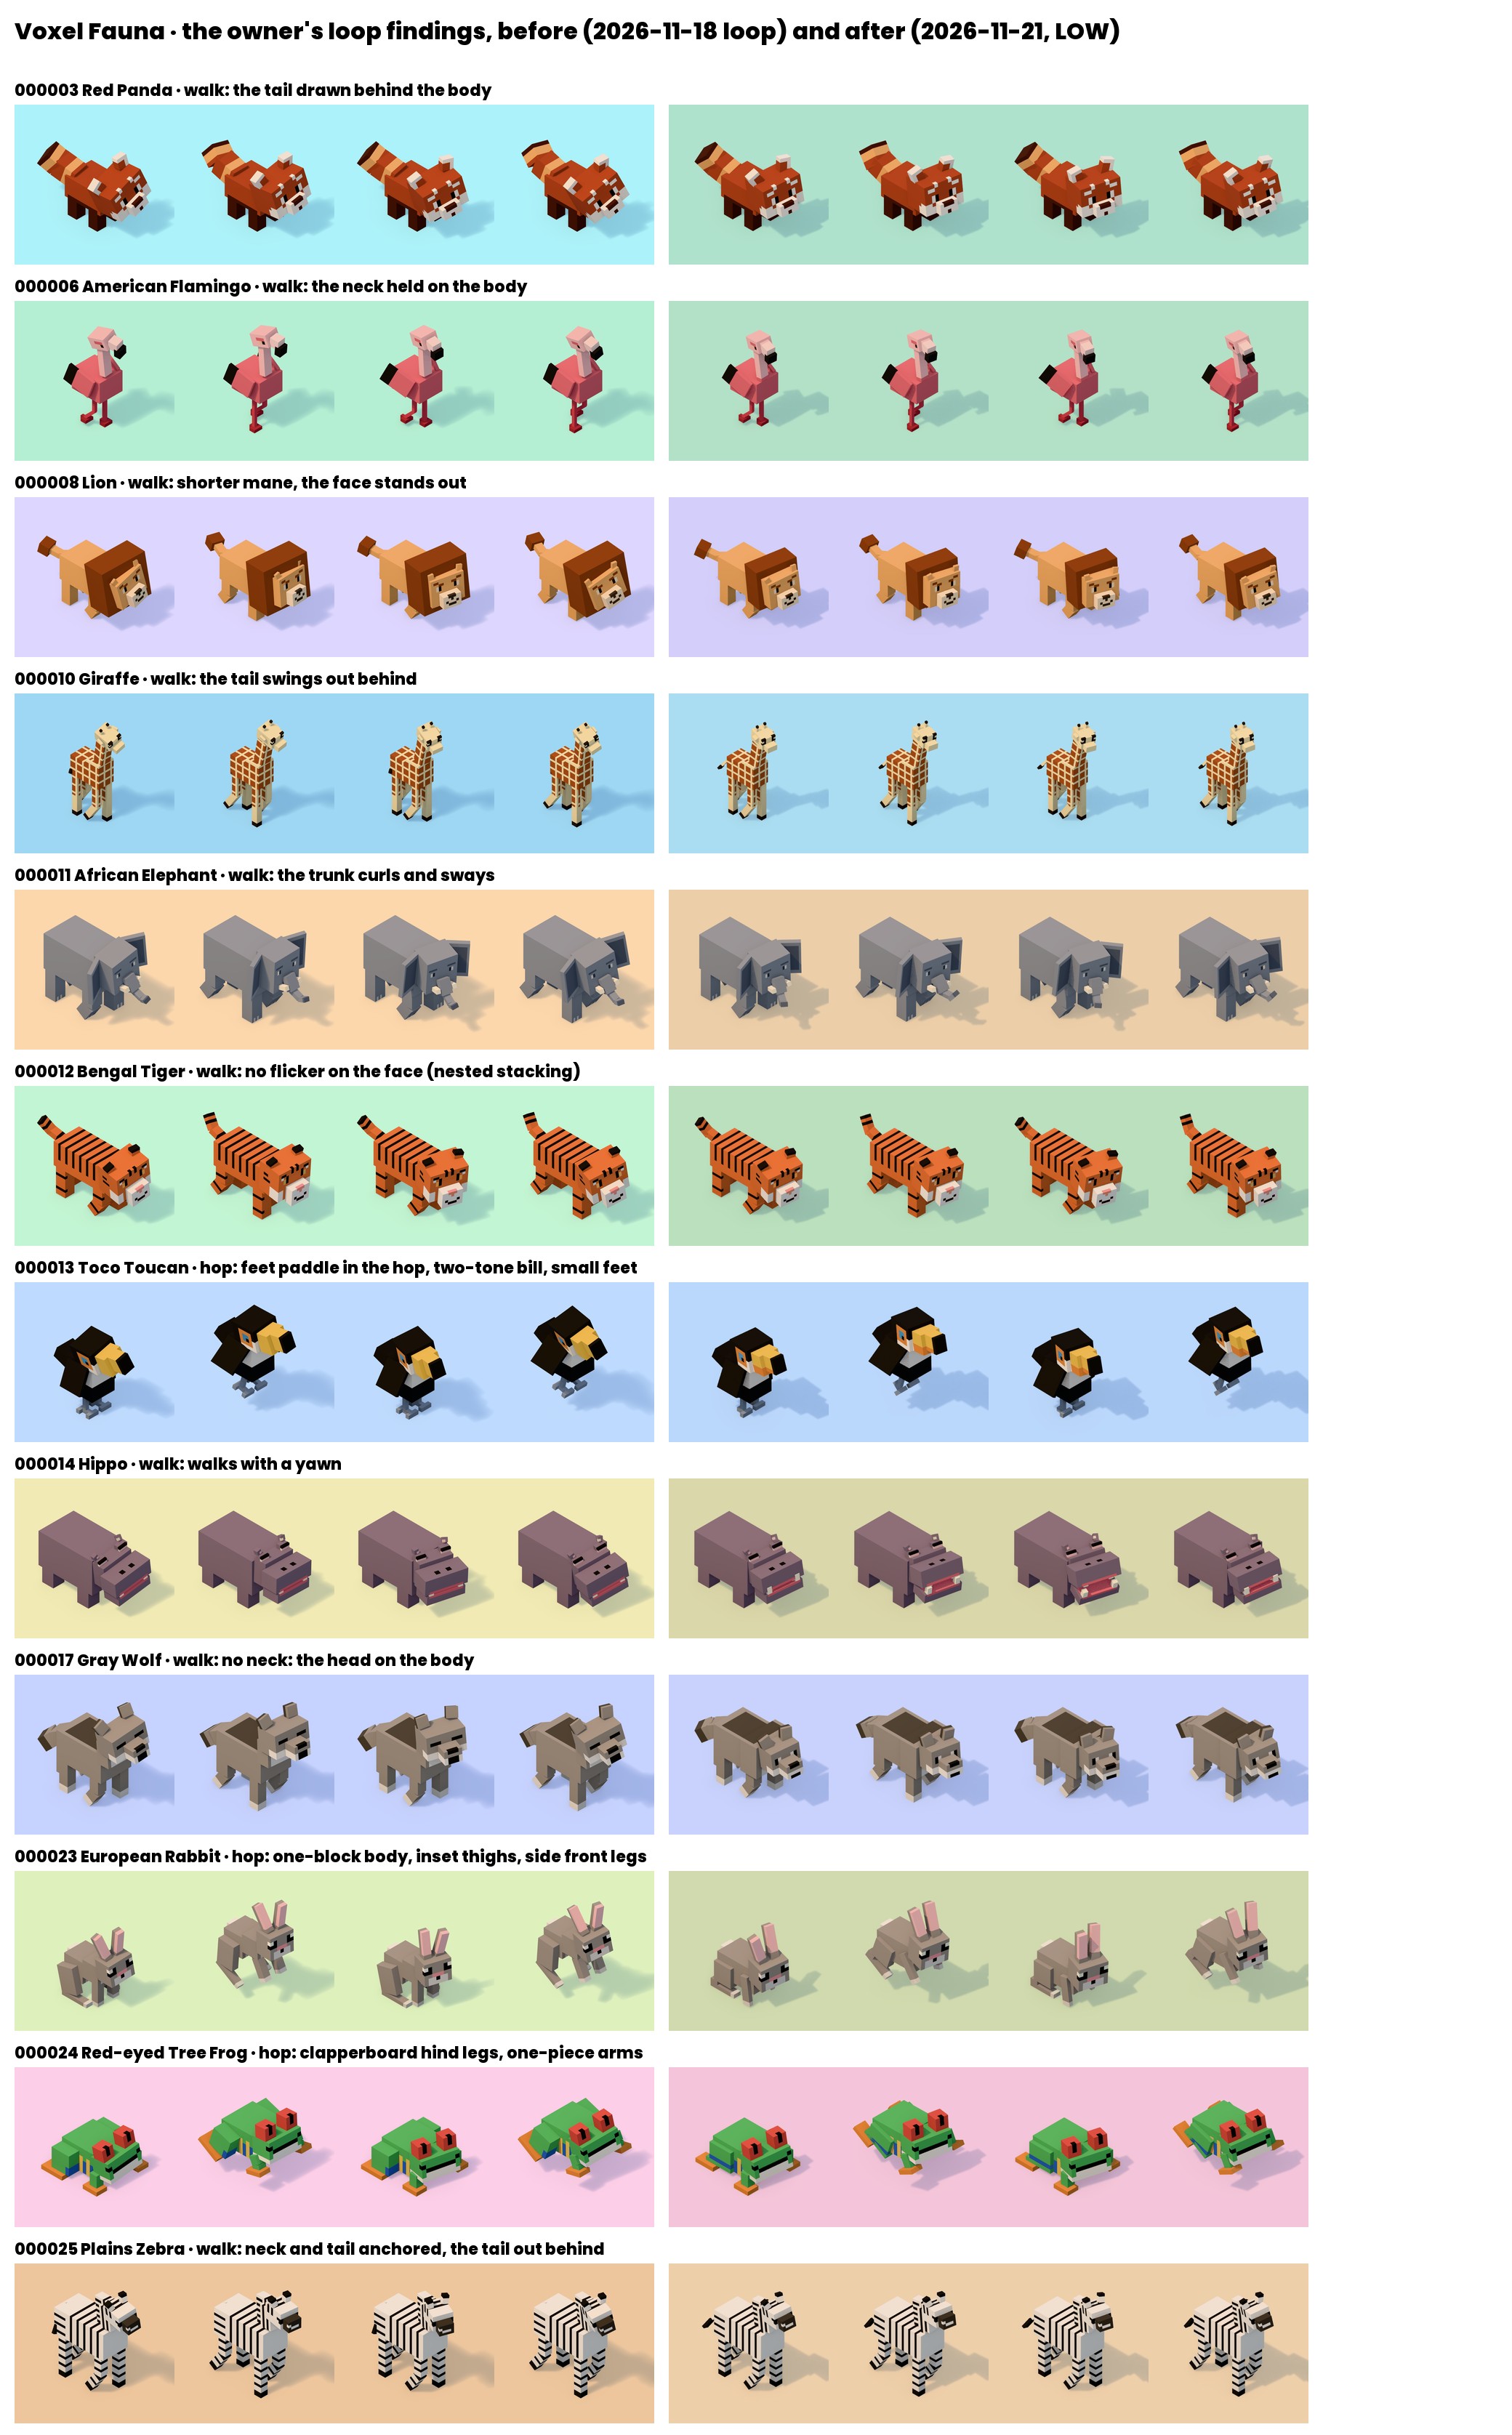 Voxel Fauna · the owner's loop findings, before (2026-11-18 loop) and after (2026-11-21, LOW)
000003 Red Panda · walk: the tail drawn behind the body
000006 American Flamingo · walk: the neck held on the body
000008 Lion · walk: shorter mane, the face stands out
000010 Giraffe · walk: the tail swings out behind
000011 African Elephant · walk: the trunk curls and sways
000012 Bengal Tiger · walk: no flicker on the face (nested stacking)
000013 Toco Toucan · hop: feet paddle in the hop, two-tone bill, small feet
000014 Hippo · walk: walks with a yawn
000017 Gray Wolf · walk: no neck: the head on the body
000023 European Rabbit · hop: one-block body, inset thighs, side front legs
000024 Red-eyed Tree Frog · hop: clapperboard hind legs, one-piece arms
000025 Plains Zebra · walk: neck and tail anchored, the tail out behind